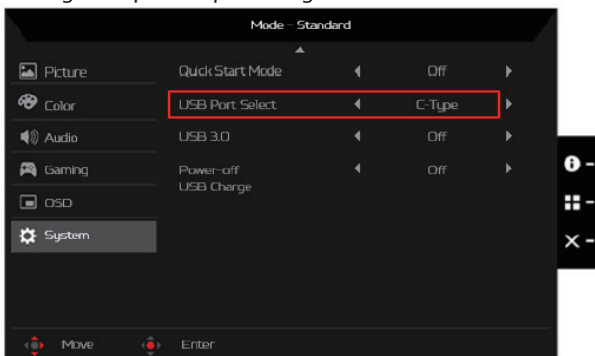 Mode - Standard
Picture
Quick Start Mode
Off
Color
USB Port Select
C-Type
Audio
USB 3.0
Off
Gaming
Power-off
USB Charge
Off
OSD
System
Move
Enter